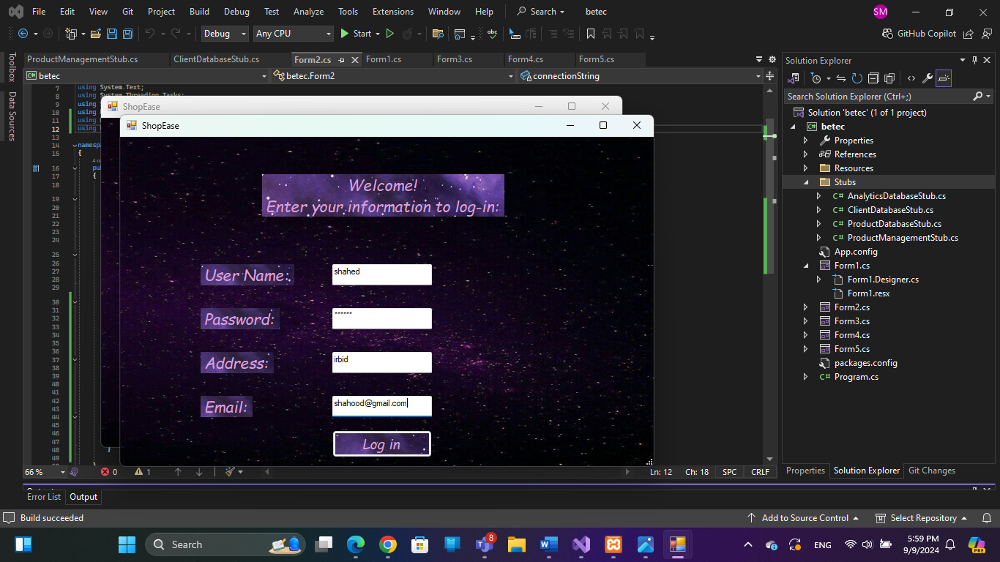 File Edit View Git Project Build Debug Test Analyze Tools Extensions Window Help Search betec SM
Debug Any CPU Start GitHub Copilot
Toolbox
Data Sources
ProductManagementStub.cs ClientDatabaseStub.cs Form2.cs Form1.cs Form3.cs Form4.cs Form5.cs
betec betec.Form2 connectionString
7 using System.Text;
8 using System.Threading.Tasks;
9 using
10 using
11 using
12 using
14 namespac
15 {
16 pu
17 {
18
19
20
21
22
23
24
25
26
27
28
29
30
31
32
33
34
35
36
37
38
39
40
41
42
43
44
45
46
47
48 }
49
ShopEase
ShopEase
Welcome!
Enter your information to log-in:
User Name: shahed
Password: ******
Address: irbid
Email: shahood@gmail.com
Log in
66 % 0 1 Ln: 12 Ch: 18 SPC CRLF
Error List Output
Solution Explorer
Search Solution Explorer (Ctrl+;)
Solution 'betec' (1 of 1 project)
betec
Properties
References
Resources
Stubs
C# AnalyticsDatabaseStub.cs
C# ClientDatabaseStub.cs
C# ProductDatabaseStub.cs
C# ProductManagementStub.cs
App.config
Form1.cs
Form1.Designer.cs
Form1.resx
Form2.cs
Form3.cs
Form4.cs
Form5.cs
packages.config
C# Program.cs
Properties Solution Explorer Git Changes
Build succeeded Add to Source Control Select Repository
Search 8 ENG 5:59 PM
9/9/2024
PRE